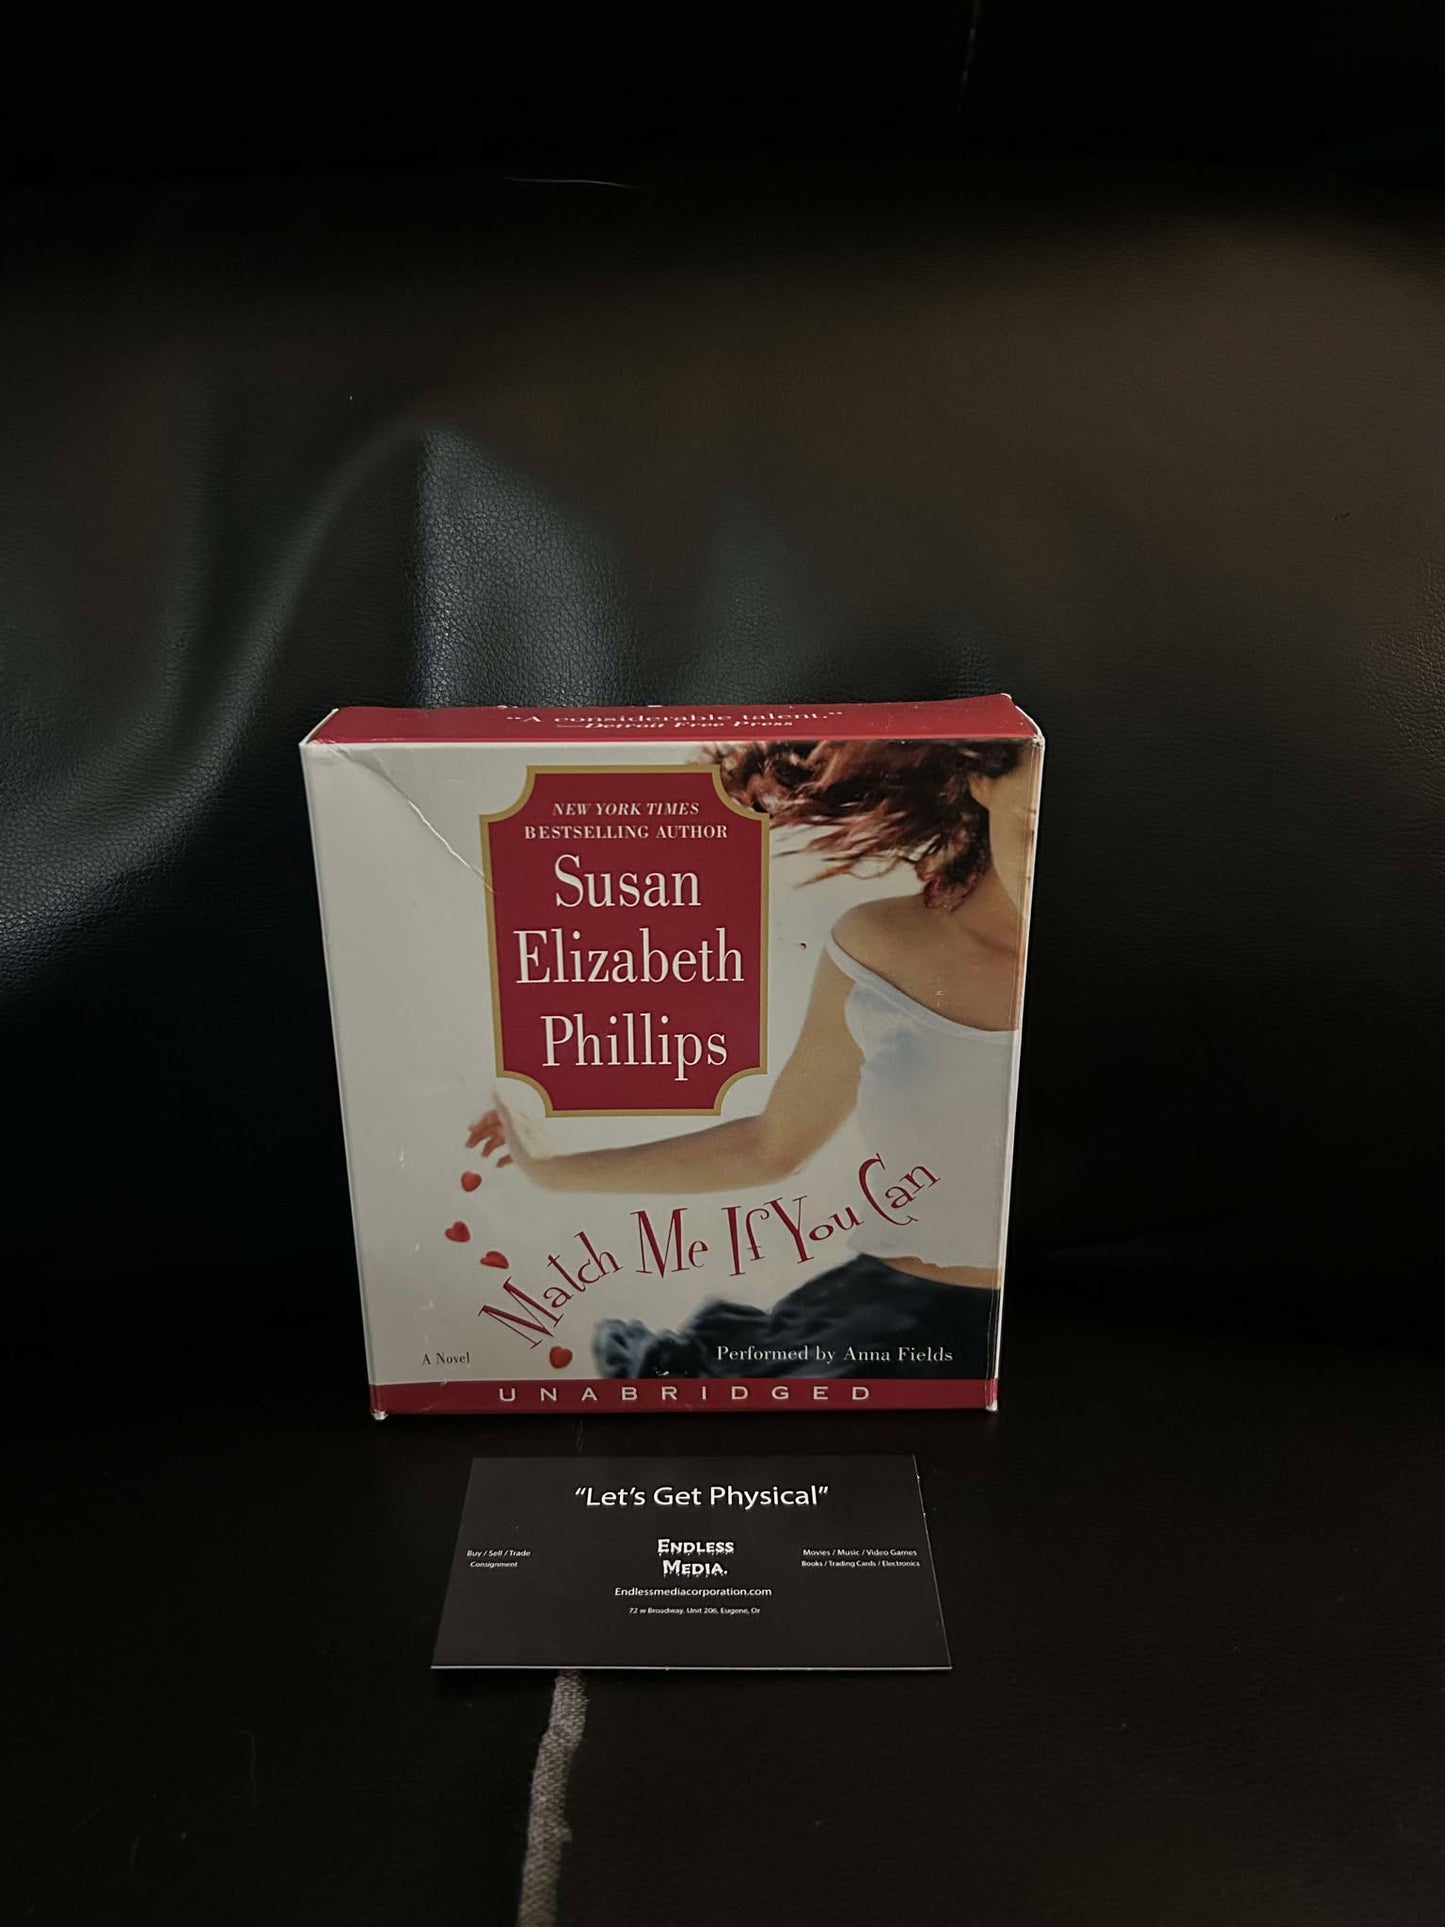 "A considerable talent."
—Detroit Free Press
NEW YORK TIMES
BESTSELLING AUTHOR
Susan
Elizabeth
Phillips
Match Me If You Can
A Novel
Performed by Anna Fields
UNABRIDGED
“Let’s Get Physical”
Buy / Sell / Trade
Consignment
ENDLESS
MEDIA.
Movies / Music / Video Games
Books / Trading Cards / Electronics
Endlessmediacorporation.com
72 w Broadway, Unit 206, Eugene, Or